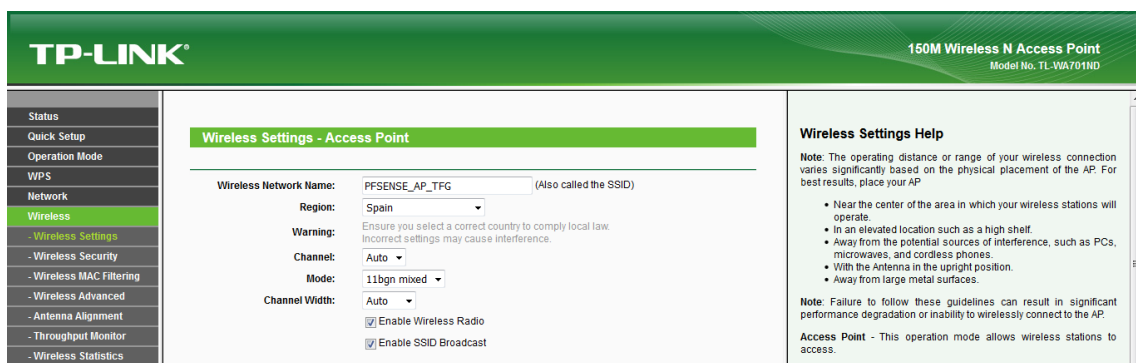 TP-LINK®
150M Wireless N Access Point
Model No. TL-WA701ND
Status
Quick Setup
Operation Mode
WPS
Network
Wireless
- Wireless Settings
- Wireless Security
- Wireless MAC Filtering
- Wireless Advanced
- Antenna Alignment
- Throughput Monitor
- Wireless Statistics
Wireless Settings - Access Point
Wireless Network Name: PFSENSE_AP_TFG (Also called the SSID)
Region: Spain
Warning: Ensure you select a correct country to comply local law.
Incorrect settings may cause interference.
Channel: Auto
Mode: 11bgn mixed
Channel Width: Auto
Enable Wireless Radio
Enable SSID Broadcast
Wireless Settings Help
Note: The operating distance or range of your wireless connection
varies significantly based on the physical placement of the AP. For
best results, place your AP
• Near the center of the area in which your wireless stations will
operate.
• In an elevated location such as a high shelf.
• Away from the potential sources of interference, such as PCs,
microwaves, and cordless phones.
• With the Antenna in the upright position.
• Away from large metal surfaces.
Note: Failure to follow these guidelines can result in significant
performance degradation or inability to wirelessly connect to the AP.
Access Point - This operation mode allows wireless stations to
access.